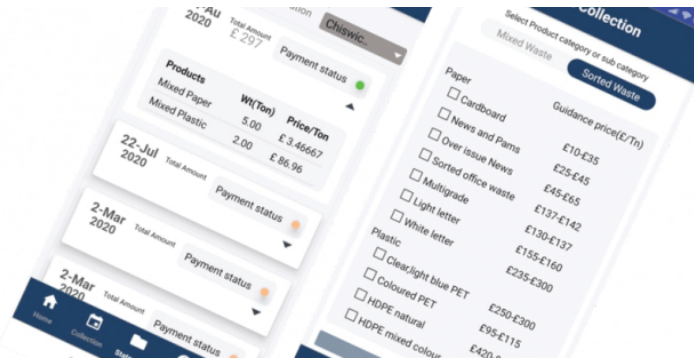 Au
2020
Total Amount
£ 297
Chiswic..
Payment status
Products
Wt(Ton)
Price/Ton
Mixed Paper
5.00
£ 3.46667
Mixed Plastic
2.00
£ 86.96
22-Jul
2020
Total Amount
Payment status
2-Mar
2020
Total Amount
Payment status
2-Mar
2020
Total Amount
Payment status
Home
Collection
Collection
Select Product category or sub category
Mixed Waste
Sorted Waste
Paper
Guidance price(£/Tn)
Cardboard
£10-£35
News and Pams
£25-£45
Over issue News
£45-£65
Sorted office waste
£137-£142
Multigrade
£130-£137
Light letter
£155-£160
White letter
£235-£300
Plastic
Clear,light blue PET
£250-£300
Coloured PET
£95-£115
HDPE natural
£420-
HDPE mixed colour